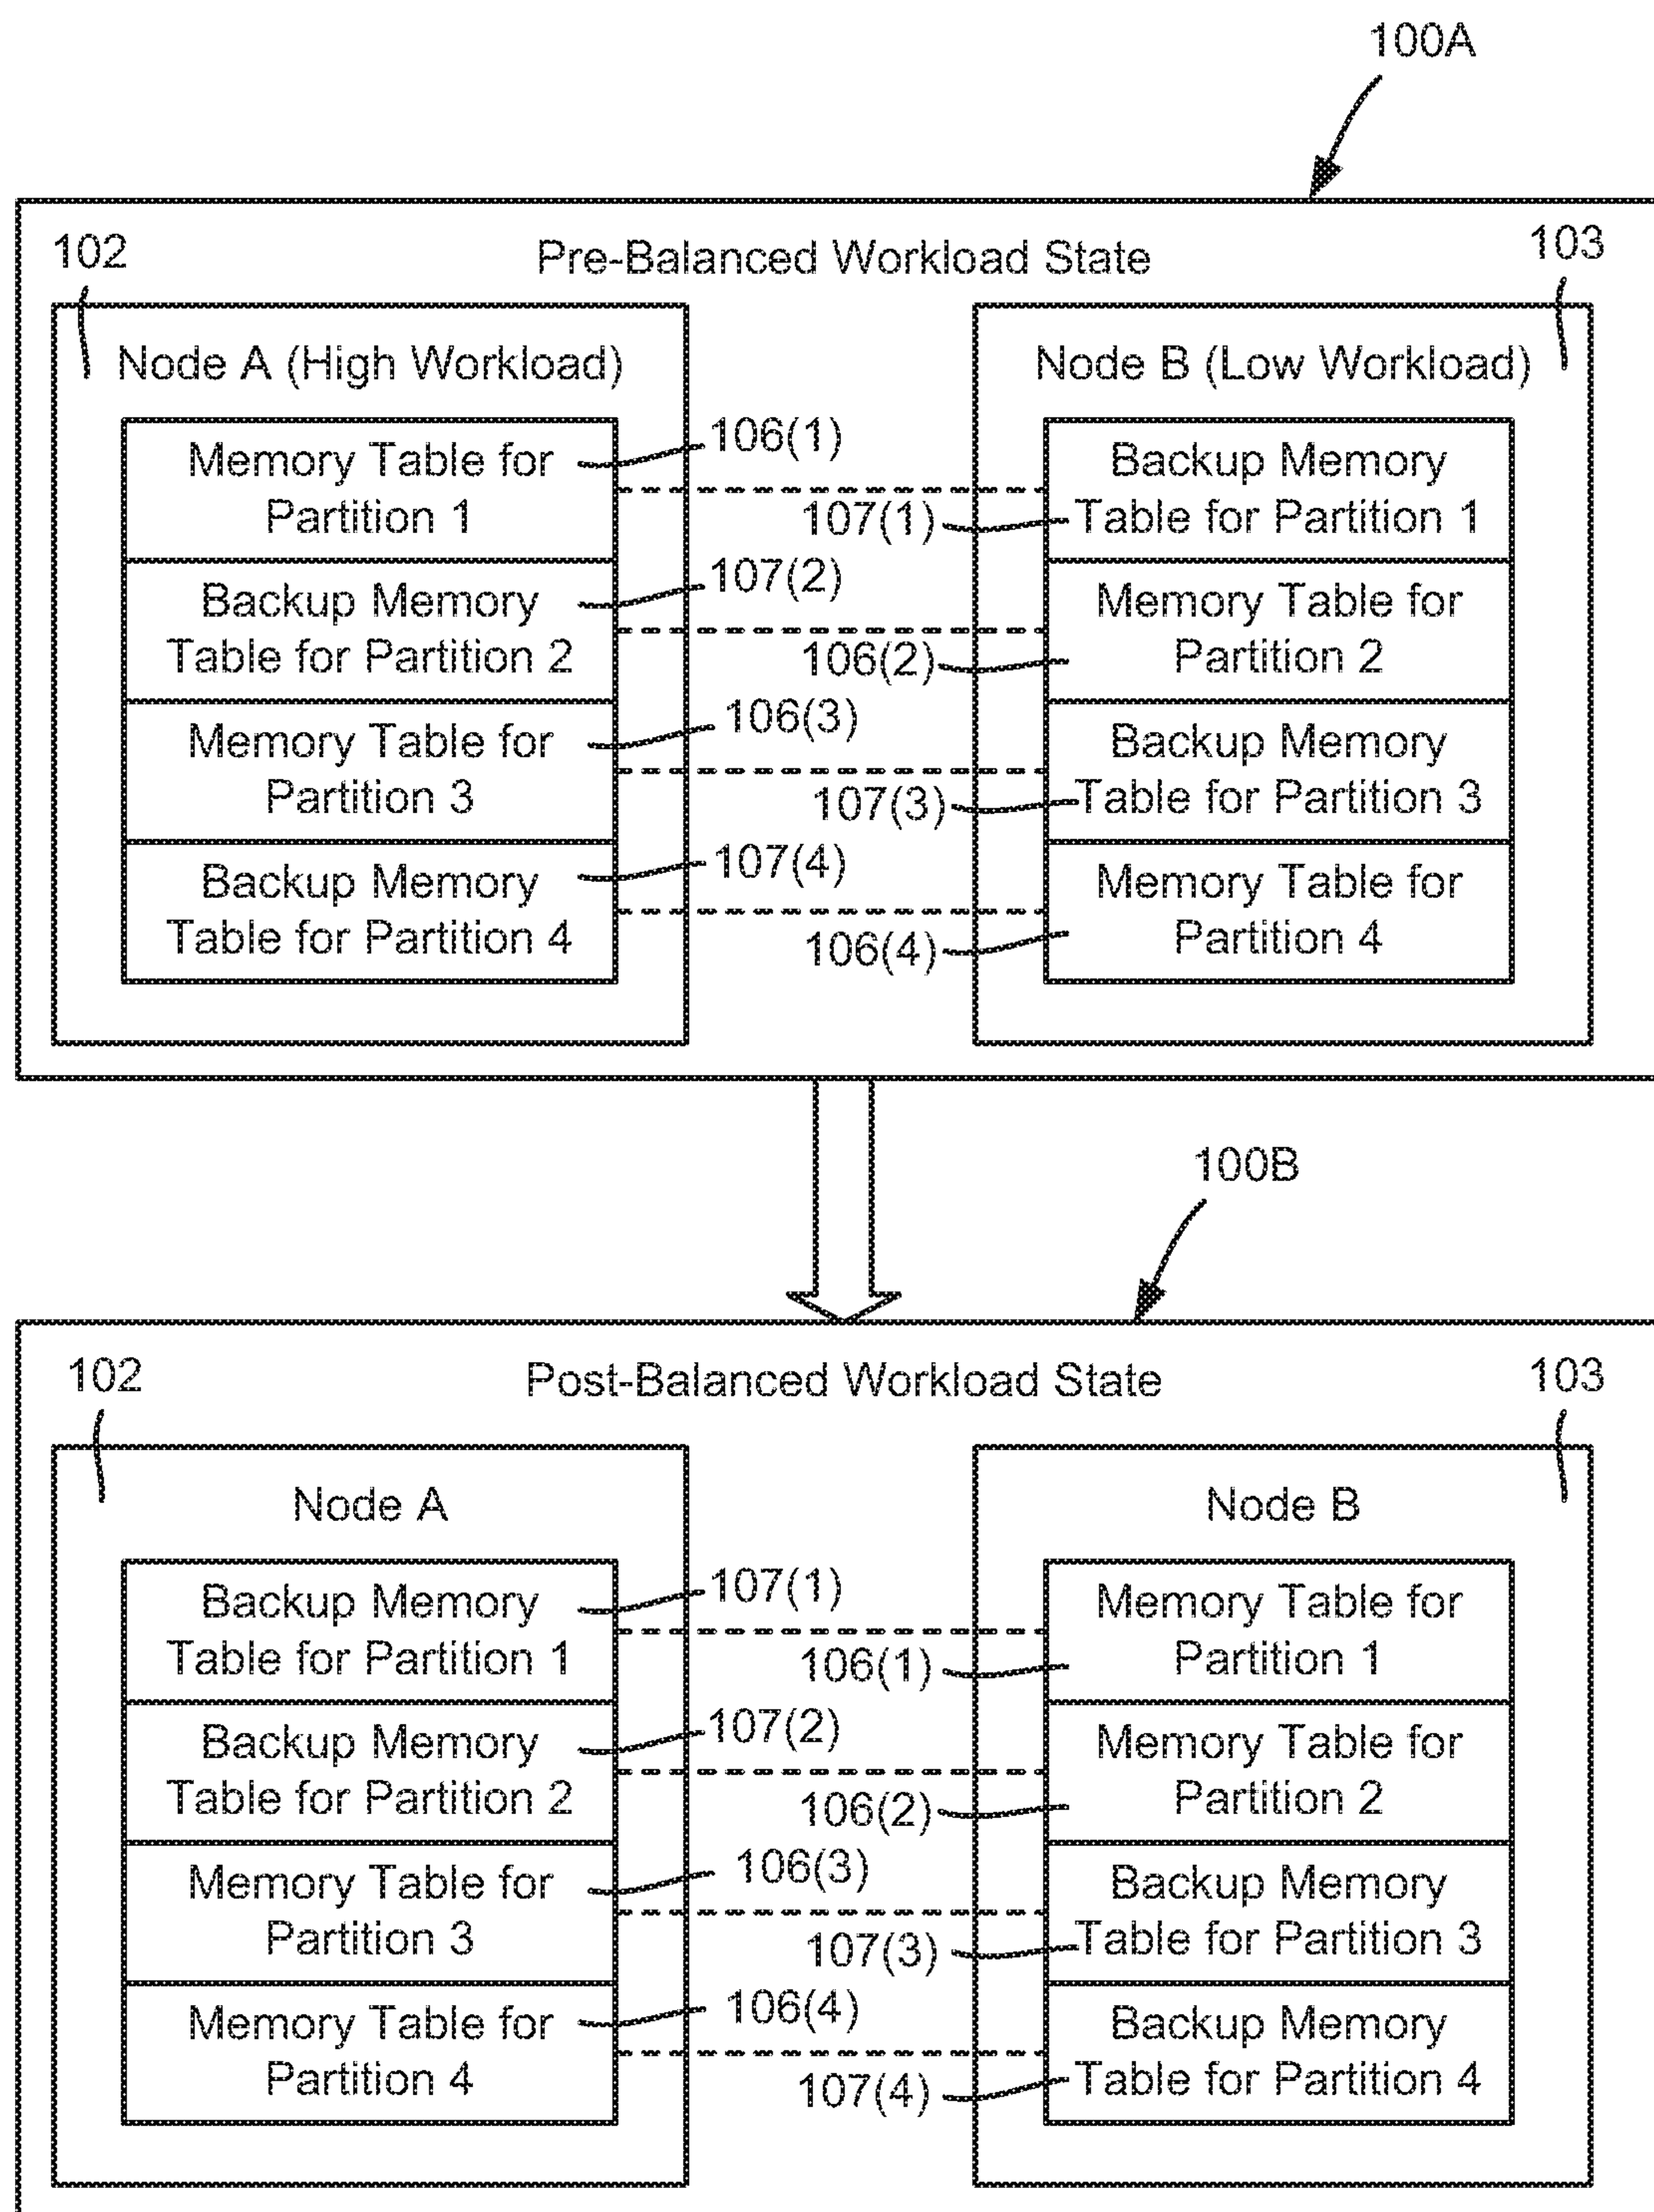 100A
102
Pre-Balanced Workload State
103
Node A (High Workload)
Node B (Low Workload)
Memory Table for
Partition 1
106(1)
107(1)
Backup Memory
Table for Partition 1
Backup Memory
Table for Partition 2
107(2)
106(2)
Memory Table for
Partition 2
Memory Table for
Partition 3
106(3)
107(3)
Backup Memory
Table for Partition 3
Backup Memory
Table for Partition 4
107(4)
106(4)
Memory Table for
Partition 4
100B
102
Post-Balanced Workload State
103
Node A
Node B
Backup Memory
Table for Partition 1
107(1)
106(1)
Memory Table for
Partition 1
Backup Memory
Table for Partition 2
107(2)
106(2)
Memory Table for
Partition 2
Memory Table for
Partition 3
106(3)
107(3)
Backup Memory
Table for Partition 3
Memory Table for
Partition 4
106(4)
107(4)
Backup Memory
Table for Partition 4